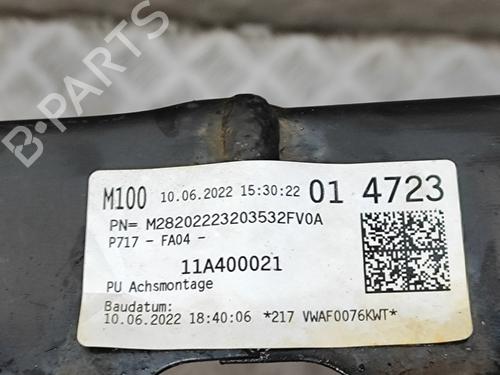 B-PARTS
M100 10.06.2022 15:30:22 01 4723
PN= M28202223203532FV0A
P717 - FA04 -
11A400021
PU Achsmontage
Baudatum:
10.06.2022 18:40:06 *217 VWAF0076KWT*